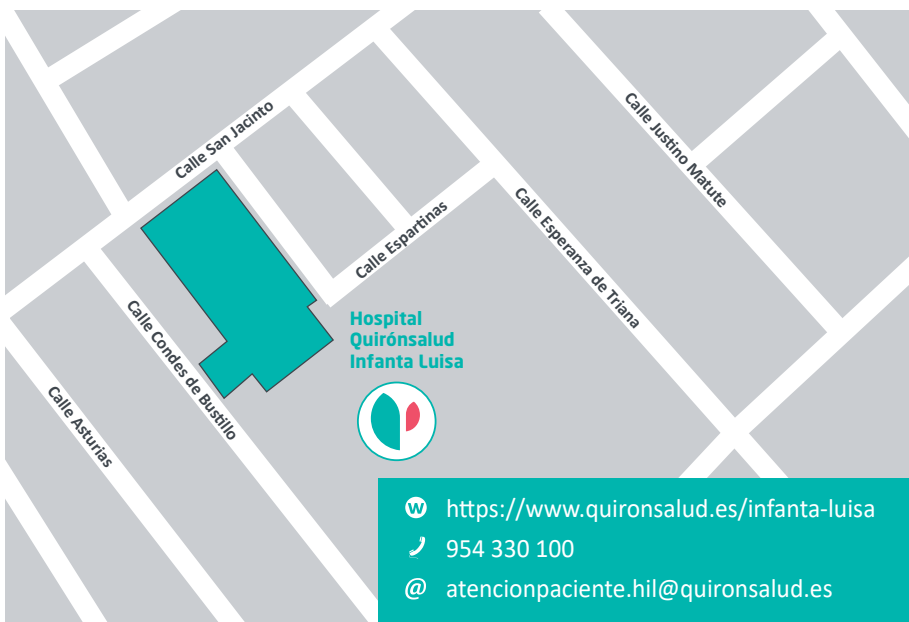 Calle San Jacinto
Calle Justino Matute
Calle Espartinas
Calle Esperanza de Triana
Calle Condes de Bustillo
Calle Asturias
Hospital
Quirónsalud
Infanta Luisa
W https://www.quironsalud.es/infanta-luisa
954 330 100
@ atencionpaciente.hil@quironsalud.es